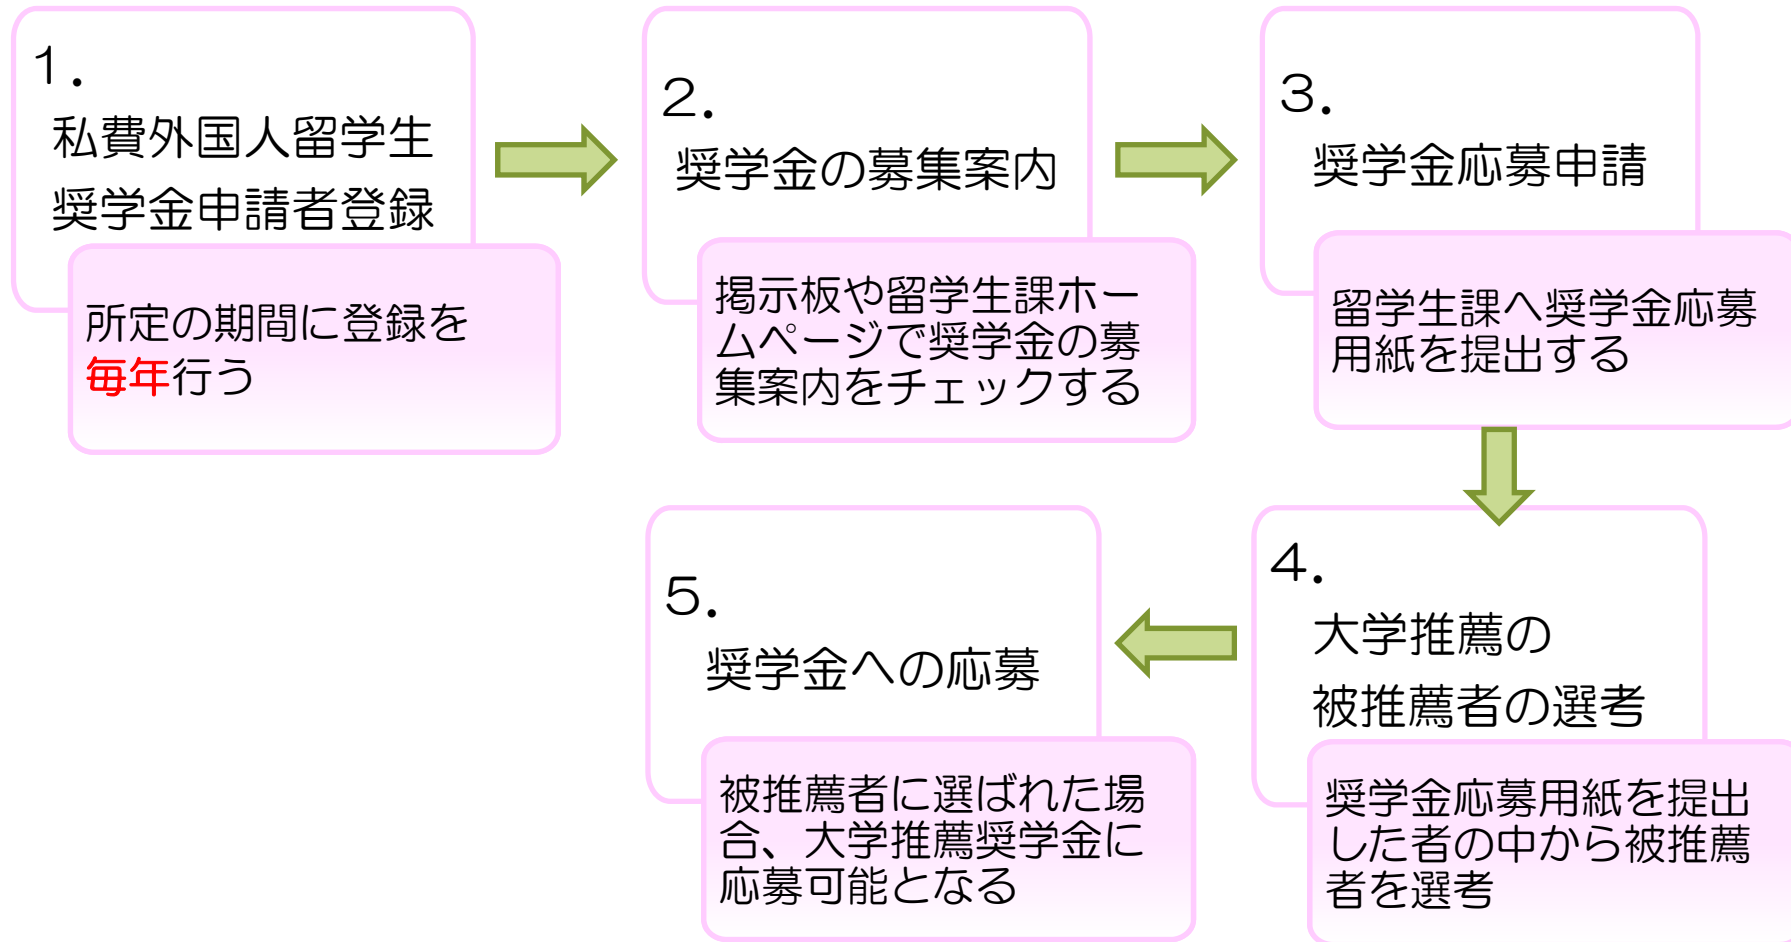 1.
私費外国人留学生
奨学金申請者登録
所定の期間に登録を
毎年行う
2.
奨学金の募集案内
掲示板や留学生課ホー
ムページで奨学金の募
集案内をチェックする
3.
奨学金応募申請
留学生課へ奨学金応募
用紙を提出する
4.
大学推薦の
被推薦者の選考
奨学金応募用紙を提出
した者の中から被推薦
者を選考
5.
奨学金への応募
被推薦者に選ばれた場
合、大学推薦奨学金に
応募可能となる